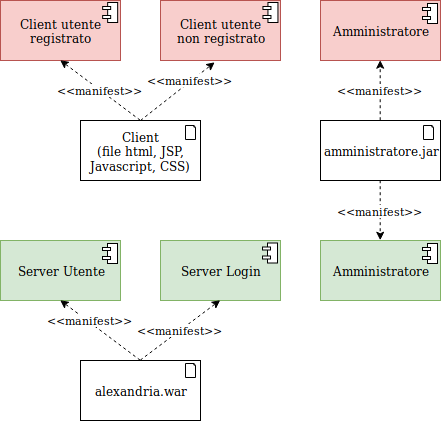 Client utente
registrato
Client utente
non registrato
Amministratore
<<manifest>>
<<manifest>>
<<manifest>>
Client
(file html, JSP,
Javascript, CSS)
amministratore.jar
<<manifest>>
Server Utente
Server Login
Amministratore
<<manifest>>
<<manifest>>
alexandria.war